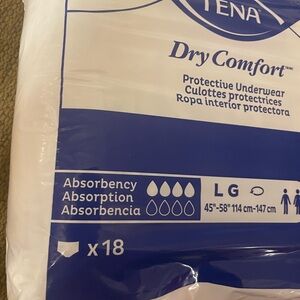 TENA
Dry Comfort™
Protective Underwear
Culottes protectrices
Ropa interior protectora
Absorbency
Absorption
Absorbencia
LG
45"-58" 114 cm-147 cm
x18